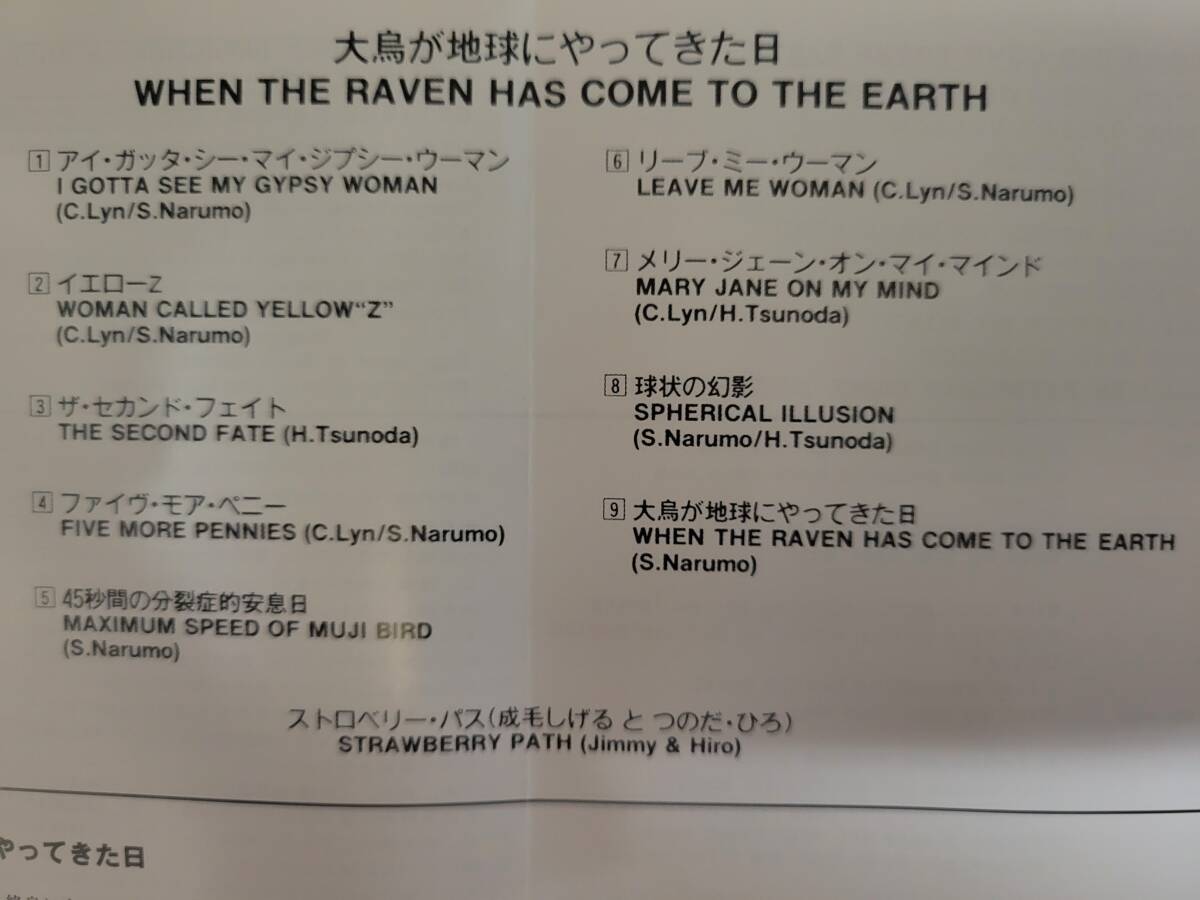 大烏が地球にやってきた日
WHEN THE RAVEN HAS COME TO THE EARTH
1 アイ・ガッタ・シー・マイ・ジプシー・ウーマン
I GOTTA SEE MY GYPSY WOMAN
(C.Lyn/S.Narumo)
2 イエローZ
WOMAN CALLED YELLOW“Z”
(C.Lyn/S.Narumo)
3 ザ・セカンド・フェイト
THE SECOND FATE (H.Tsunoda)
4 ファイヴ・モア・ペニー
FIVE MORE PENNIES (C.Lyn/S.Narumo)
5 45秒間の分裂症的安息日
MAXIMUM SPEED OF MUJI BIRD
(S.Narumo)
6 リーブ・ミー・ウーマン
LEAVE ME WOMAN (C.Lyn/S.Narumo)
7 メリー・ジェーン・オン・マイ・マインド
MARY JANE ON MY MIND
(C.Lyn/H.Tsunoda)
8 球状の幻影
SPHERICAL ILLUSION
(S.Narumo/H.Tsunoda)
9 大烏が地球にやってきた日
WHEN THE RAVEN HAS COME TO THE EARTH
(S.Narumo)
ストロベリー・パス(成毛しげる と つのだ・ひろ)
STRAWBERRY PATH (Jimmy & Hiro)
やってきた日